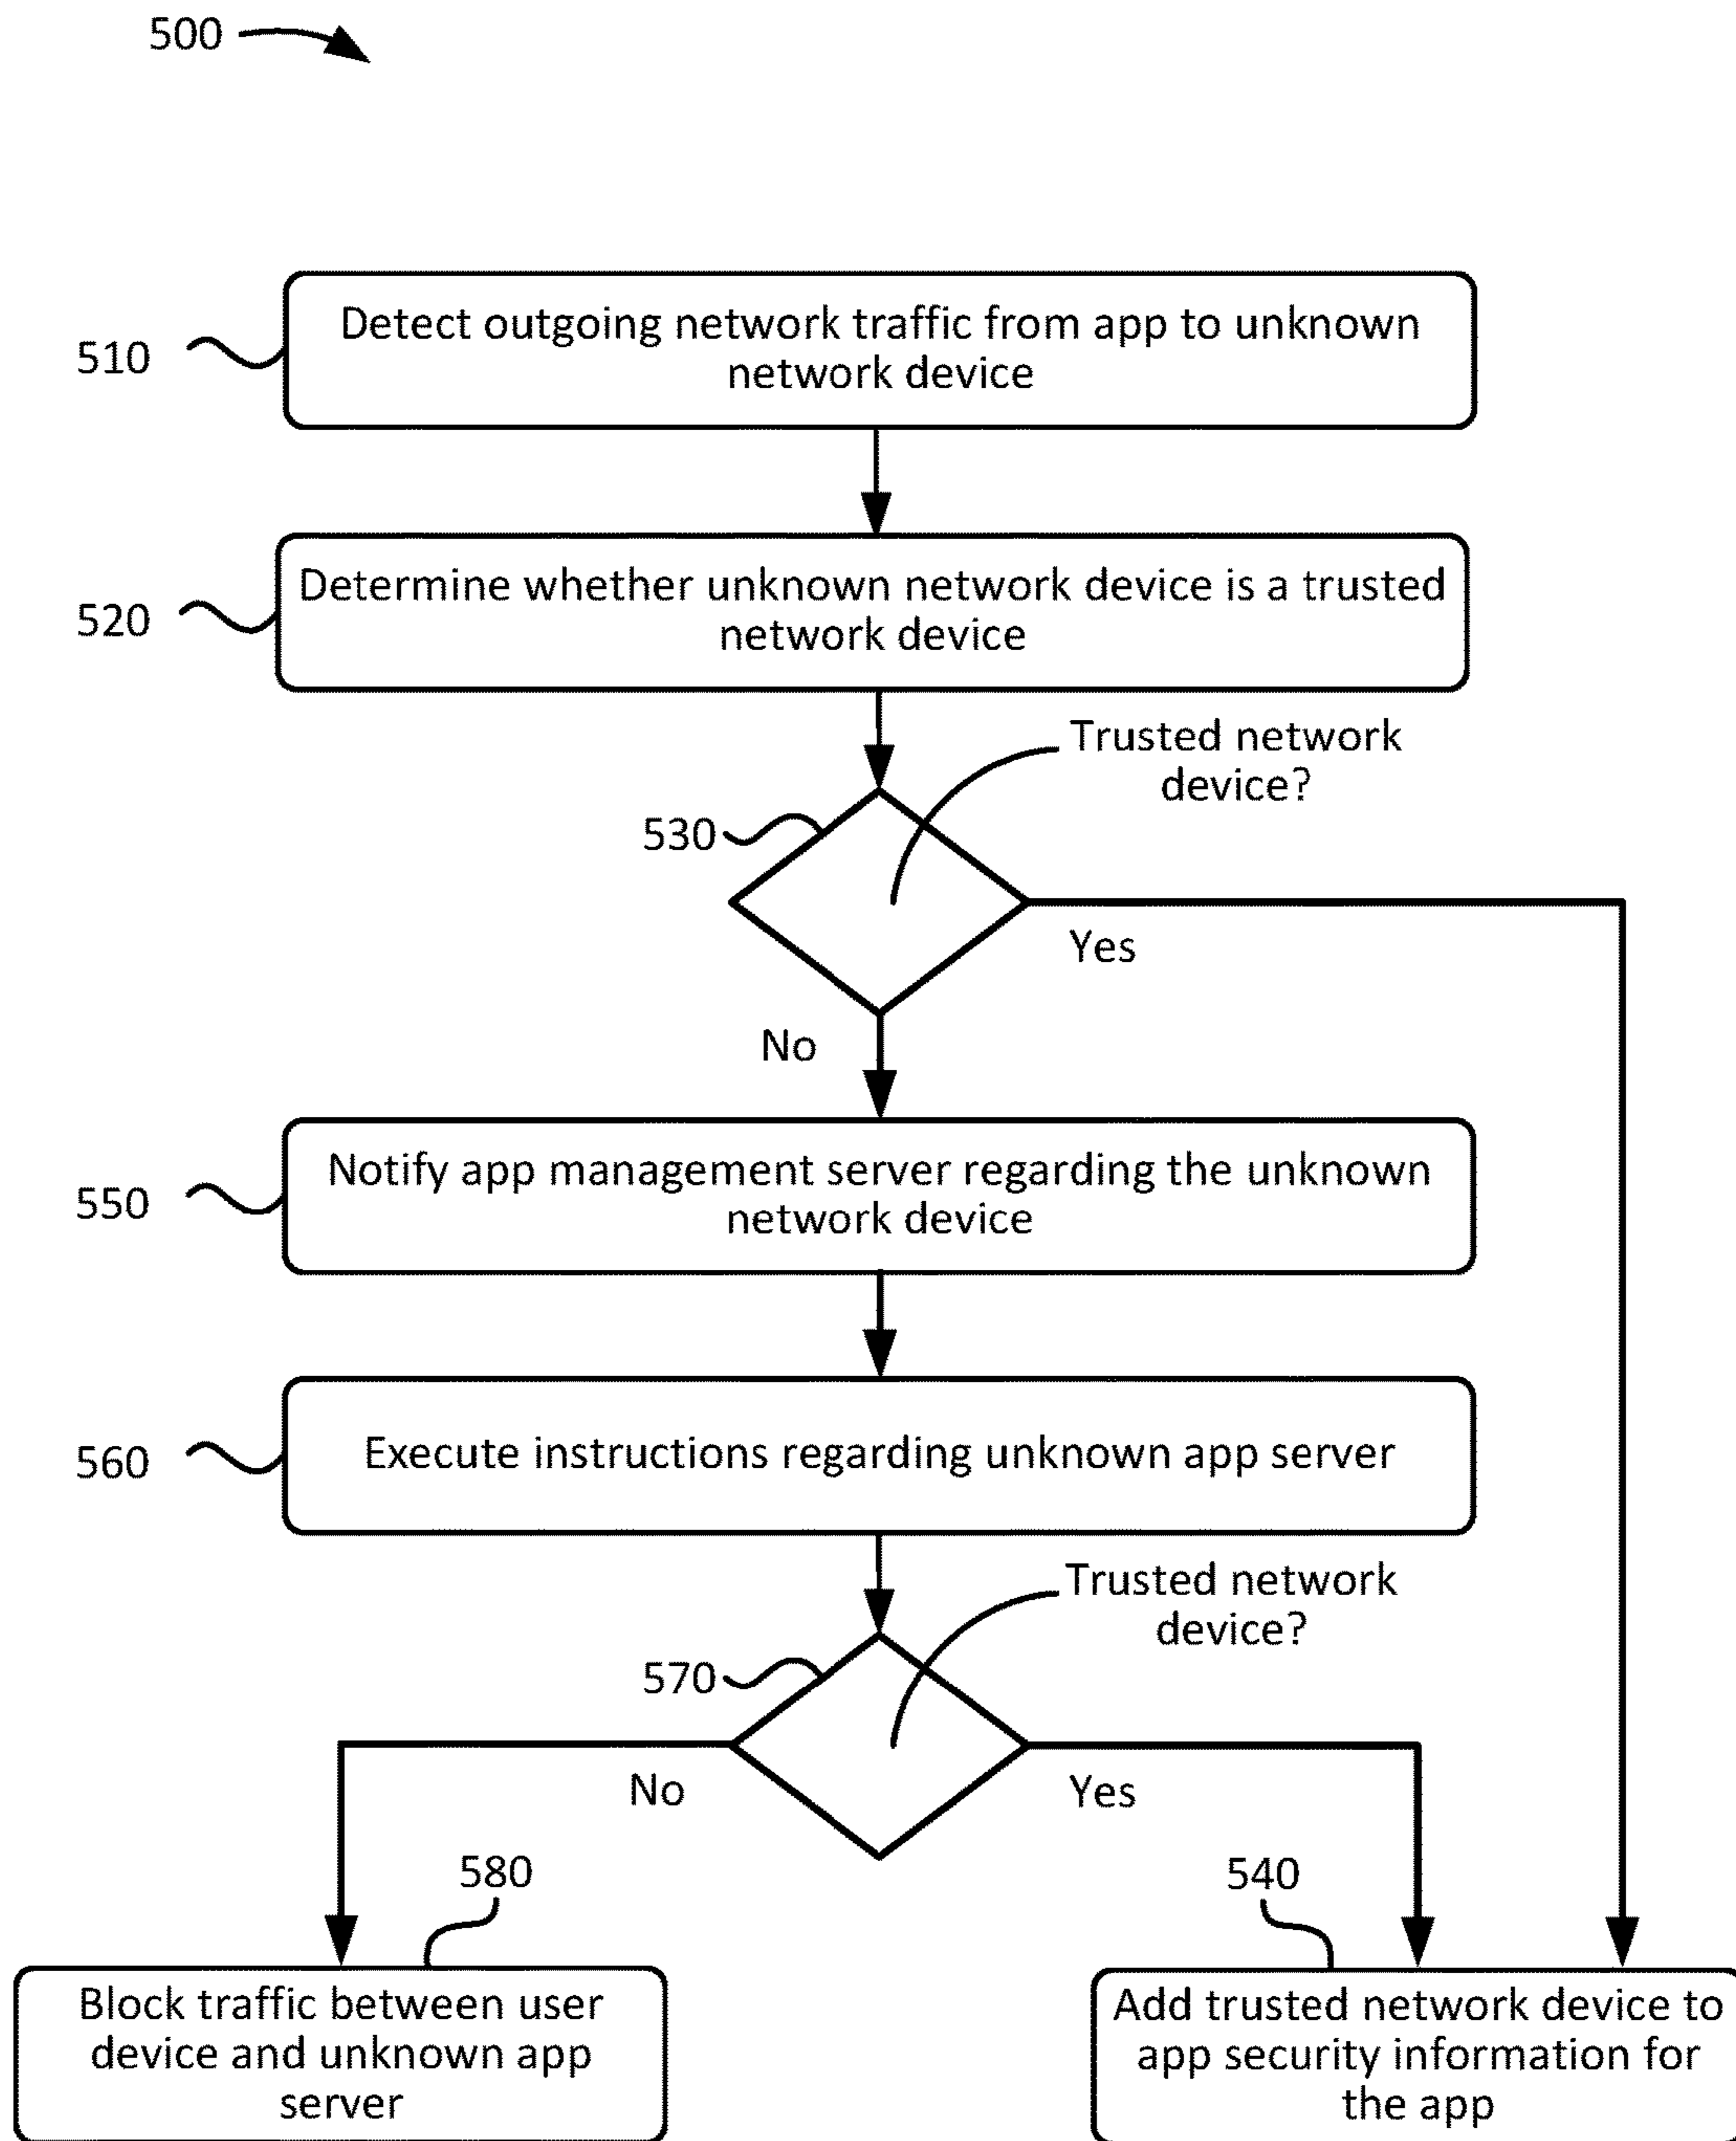 500
Detect outgoing network traffic from app to unknown
network device
510
Determine whether unknown network device is a trusted
network device
520
Trusted network
device?
530
Yes
No
Notify app management server regarding the unknown
network device
550
Execute instructions regarding unknown app server
560
Trusted network
device?
570
No
Yes
580
540
Block traffic between user
device and unknown app
server
Add trusted network device to
app security information for
the app